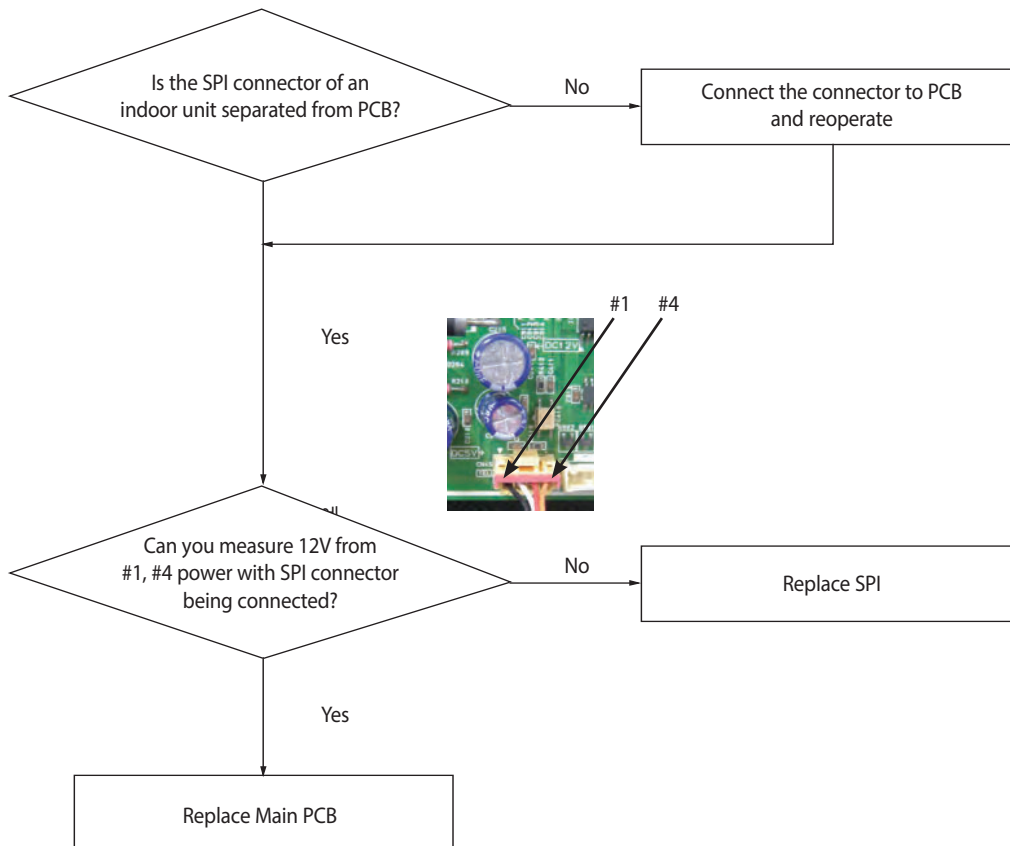 Is the SPI connector of an
indoor unit separated from PCB?
No
Connect the connector to PCB
and reoperate
#1 #4
Yes
DC12V
DC5V
Can you measure 12V from
#1, #4 power with SPI connector
being connected?
No
Replace SPI
Yes
Replace Main PCB